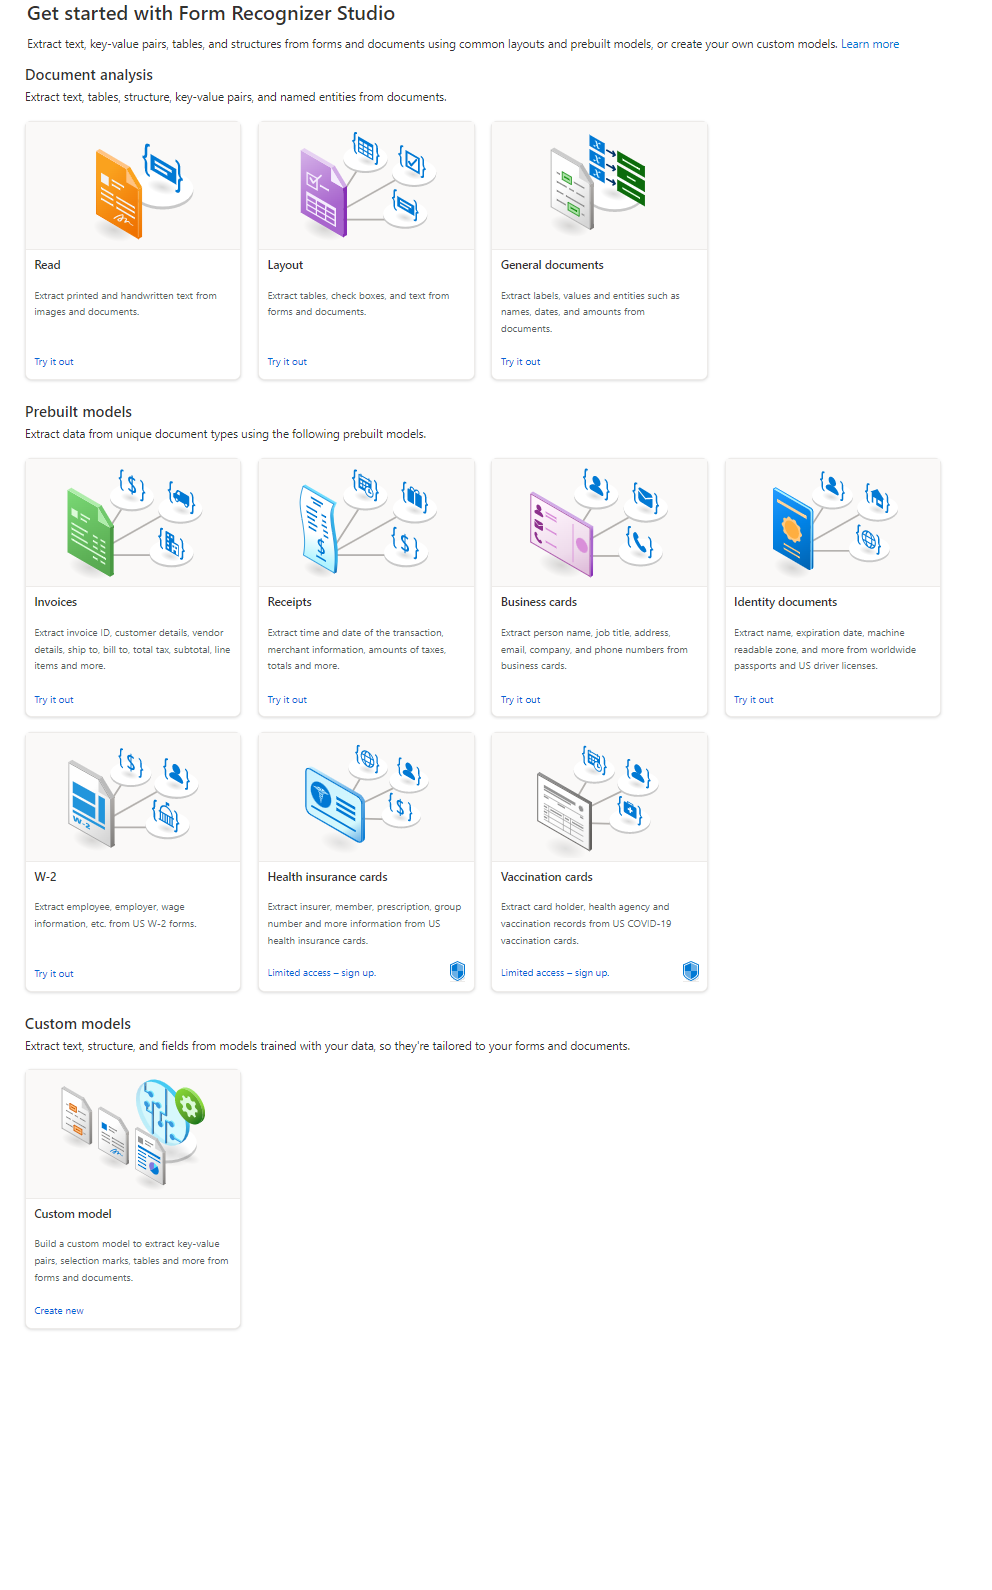 Get started with Form Recognizer Studio
Extract text, key-value pairs, tables, and structures from forms and documents using common layouts and prebuilt models, or create your own custom models. Learn more
Document analysis
Extract text, tables, structure, key-value pairs, and named entities from documents.
Read
Extract printed and handwritten text from
images and documents.
Try it out
Layout
Extract tables, check boxes, and text from
forms and documents.
Try it out
General documents
Extract labels, values and entities such as
names, dates, and amounts from
documents.
Try it out
Prebuilt models
Extract data from unique document types using the following prebuilt models.
Invoices
Extract invoice ID, customer details, vendor
details, ship to, bill to, total tax, subtotal, line
items and more.
Try it out
Receipts
Extract time and date of the transaction,
merchant information, amounts of taxes,
totals and more.
Try it out
Business cards
Extract person name, job title, address,
email, company, and phone numbers from
business cards.
Try it out
Identity documents
Extract name, expiration date, machine
readable zone, and more from worldwide
passports and US driver licenses.
Try it out
W-2
W-2
Extract employee, employer, wage
information, etc. from US W-2 forms.
Try it out
Health insurance cards
Extract insurer, member, prescription, group
number and more information from US
health insurance cards.
Limited access – sign up.
Vaccination cards
Extract card holder, health agency and
vaccination records from US COVID-19
vaccination cards.
Limited access – sign up.
Custom models
Extract text, structure, and fields from models trained with your data, so they're tailored to your forms and documents.
Custom model
Build a custom model to extract key-value
pairs, selection marks, tables and more from
forms and documents.
Create new